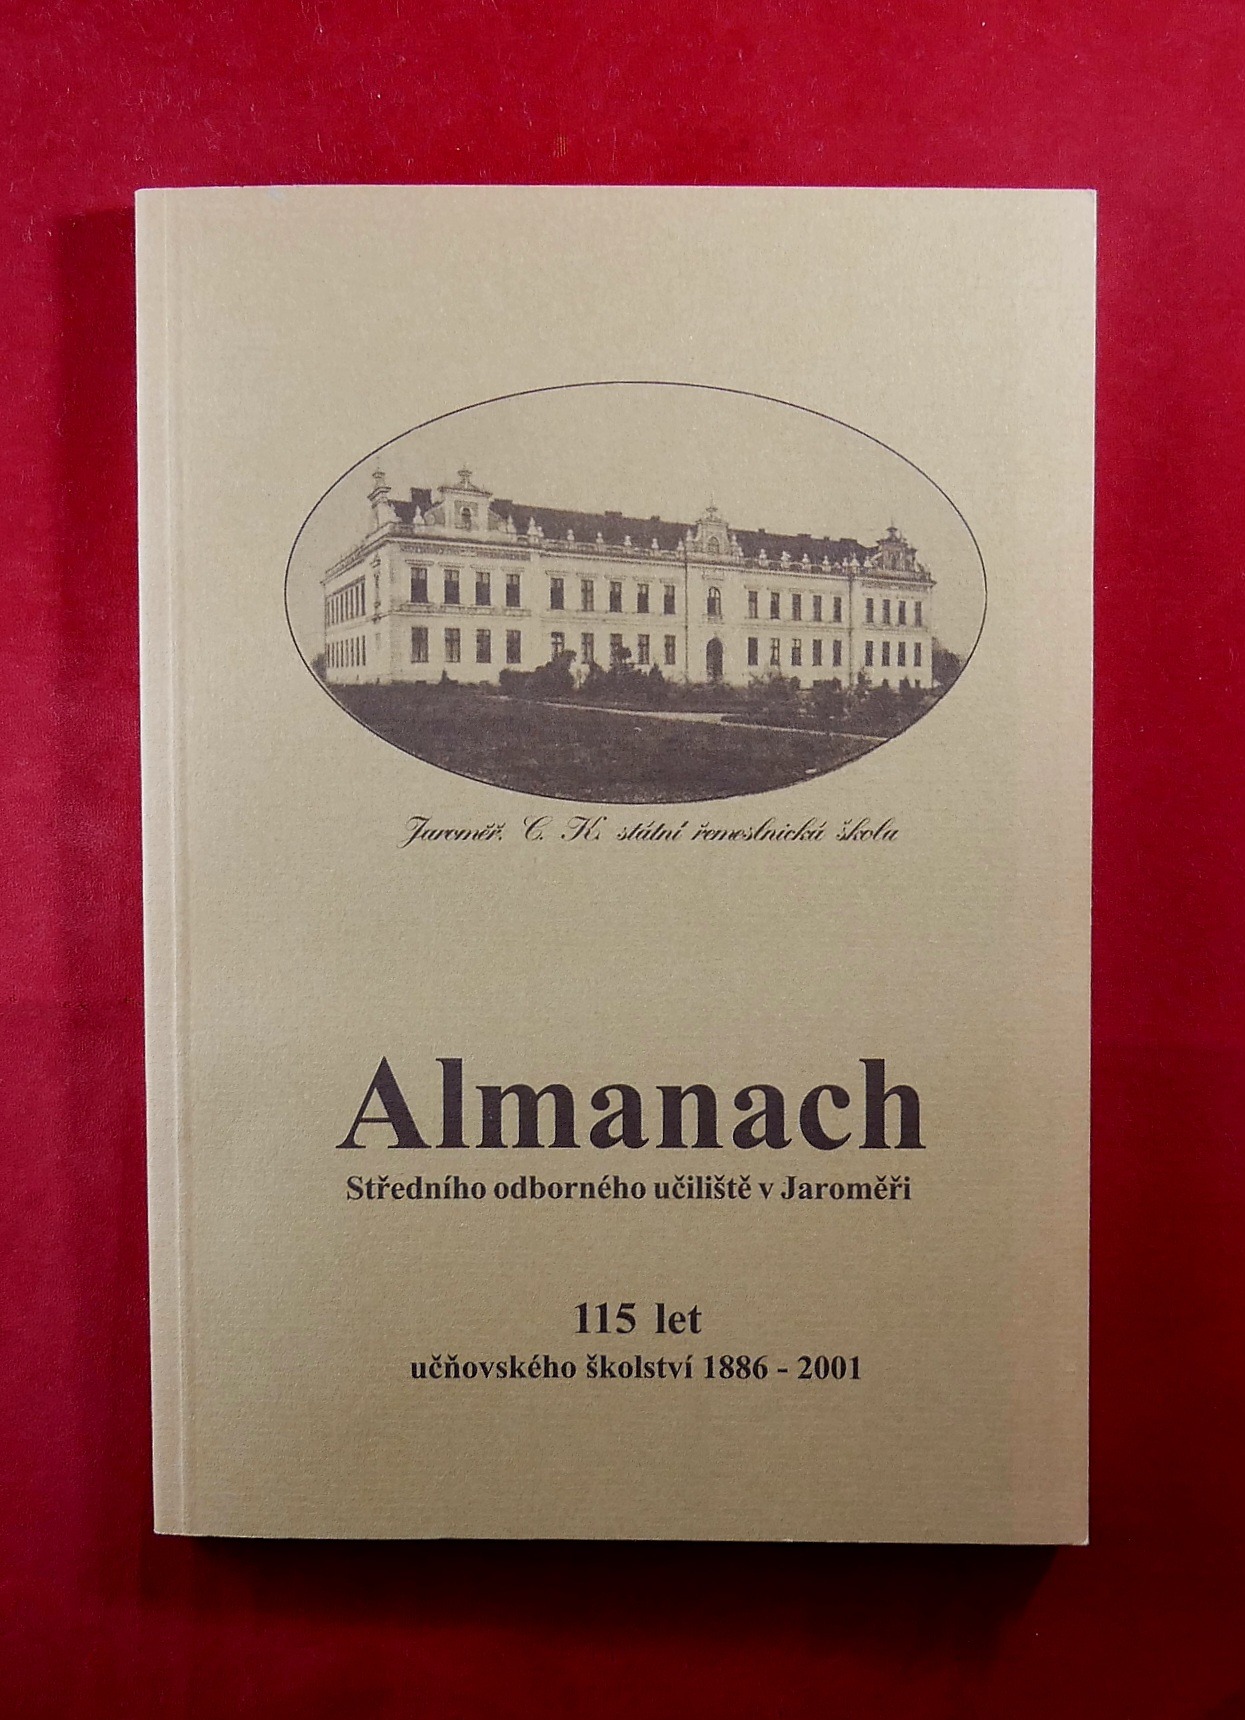 Jaroměř. C. K. státní řemeslnická škola
Almanach
Středního odborného učiliště v Jaroměři
115 let
učňovského školství 1886 - 2001